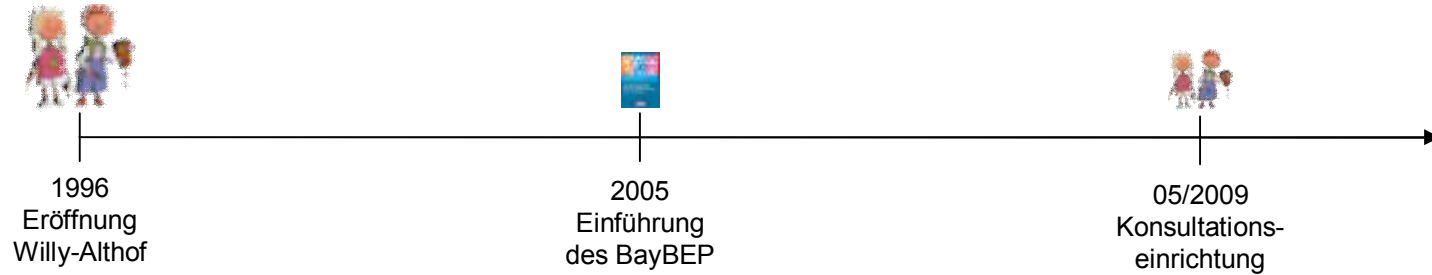 1996
Eröffnung
Willy-Althof
2005
Einführung
des BayBEP
05/2009
Konsultations-
einrichtung